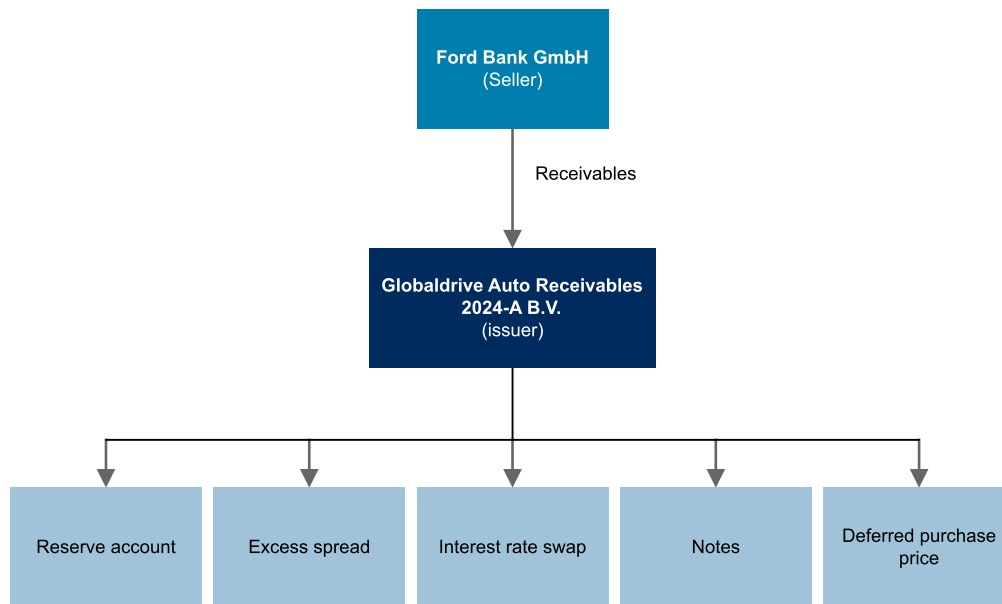 Ford Bank GmbH
(Seller)
Receivables
Globaldrive Auto Receivables
2024-A B.V.
(issuer)
Reserve account
Excess spread
Interest rate swap
Notes
Deferred purchase
price